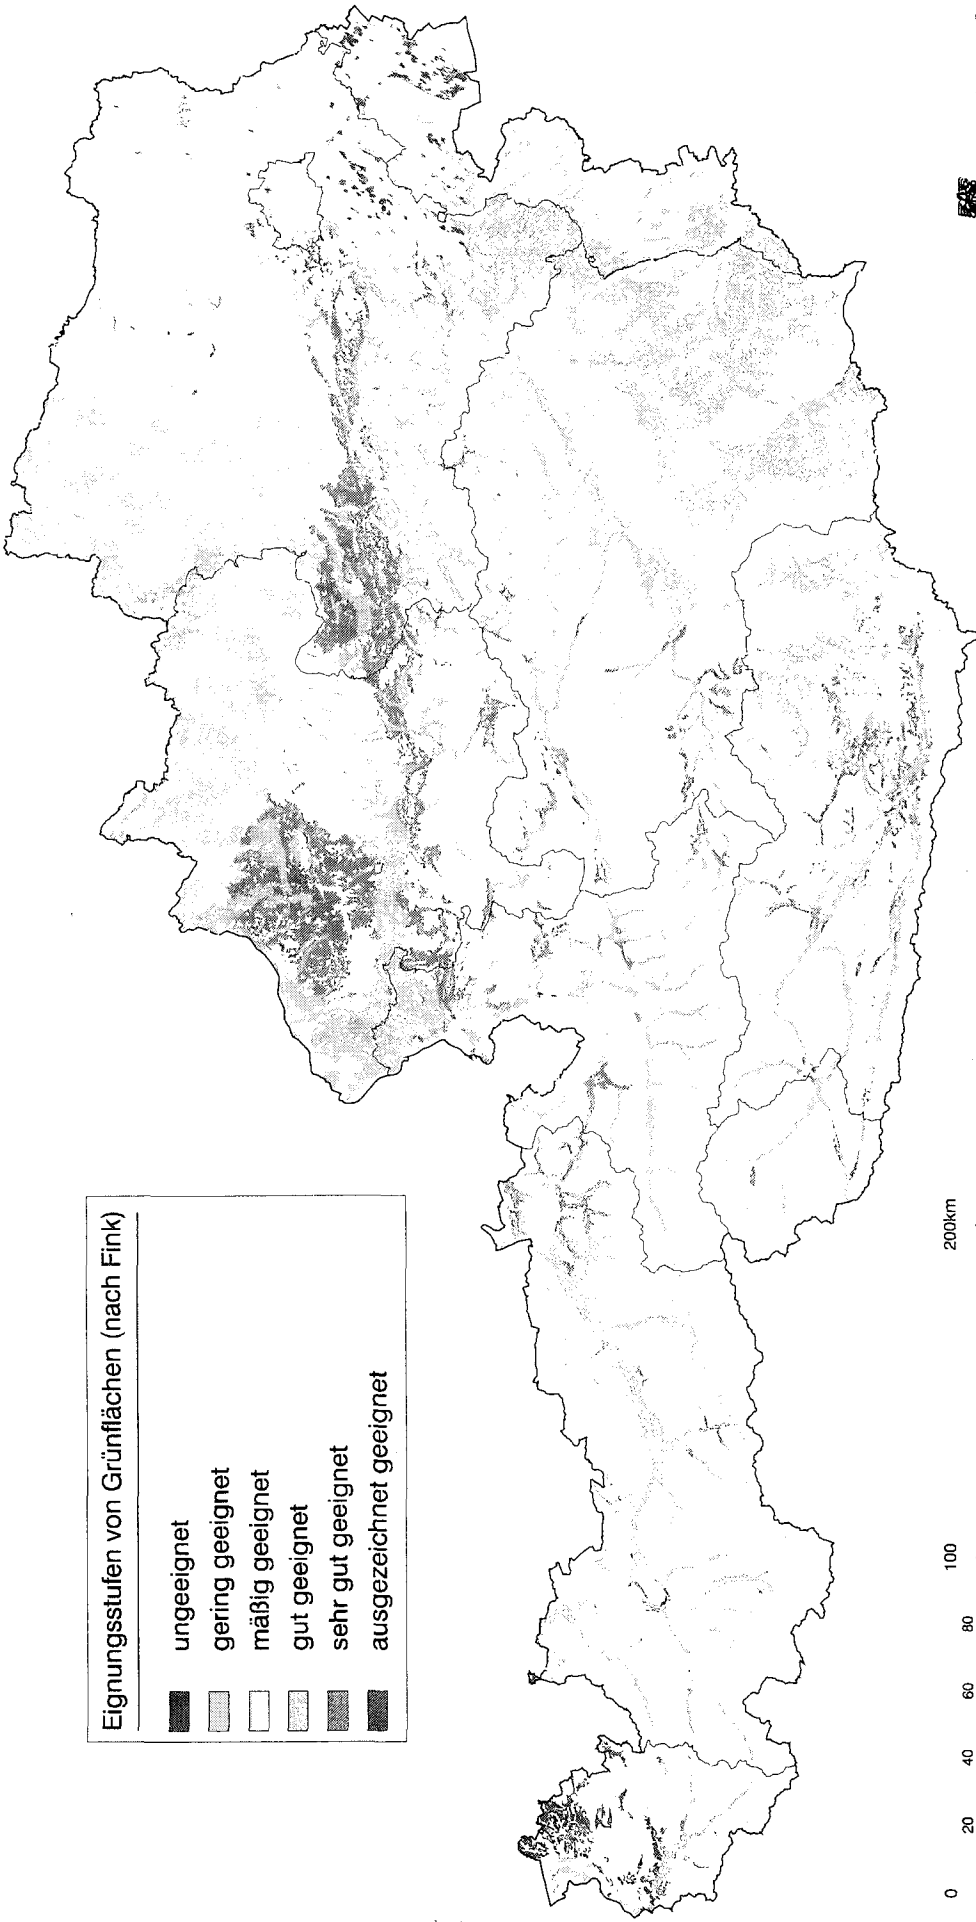 Eignungsstufen von Grünflächen (nach Fink)
ungeeignet
gering geeignet
mäßig geeignet
gut geeignet
sehr gut geeignet
ausgezeichnet geeignet
0 20 40 60 80 100 200km